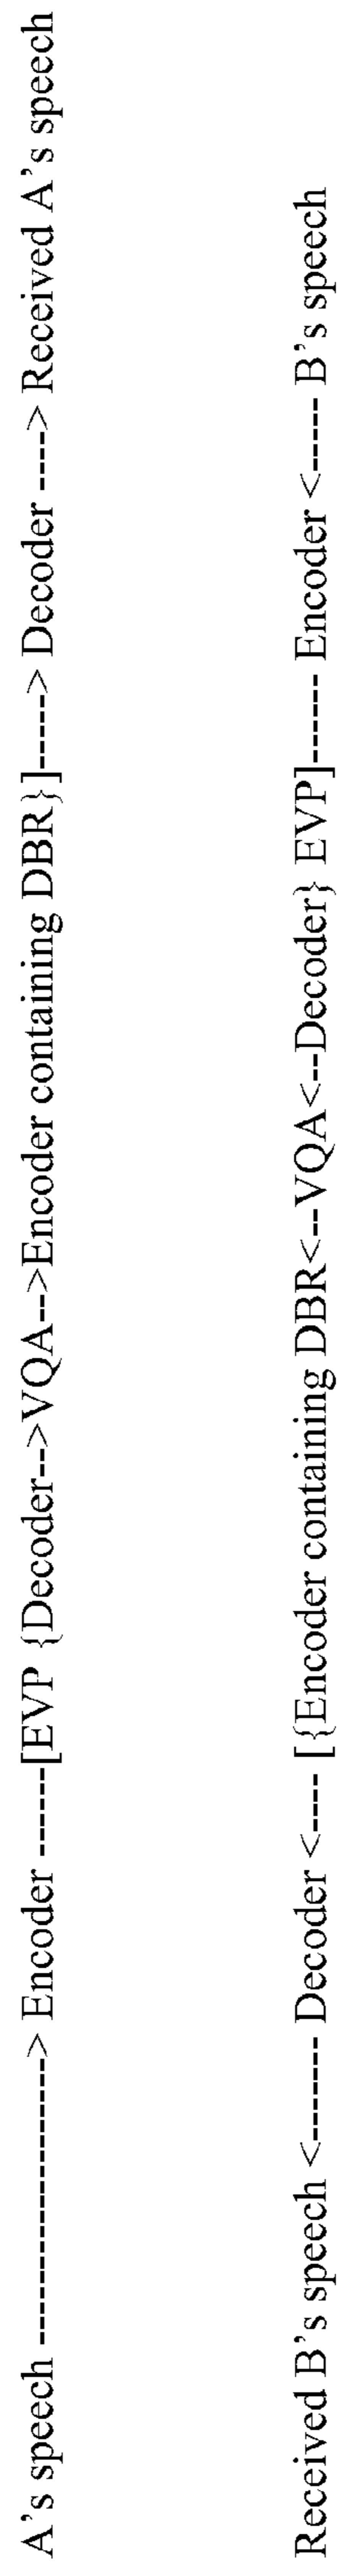 A’s speech --------------------------> Encoder -------[EVP {Decoder-->VQA-->Encoder containing DBR}]------> Decoder ----> Received A’s speech
Received B’s speech <-------- Decoder <---- [{Encoder containing DBR<--VQA<--Decoder} EVP]------- Encoder <------ B’s speech